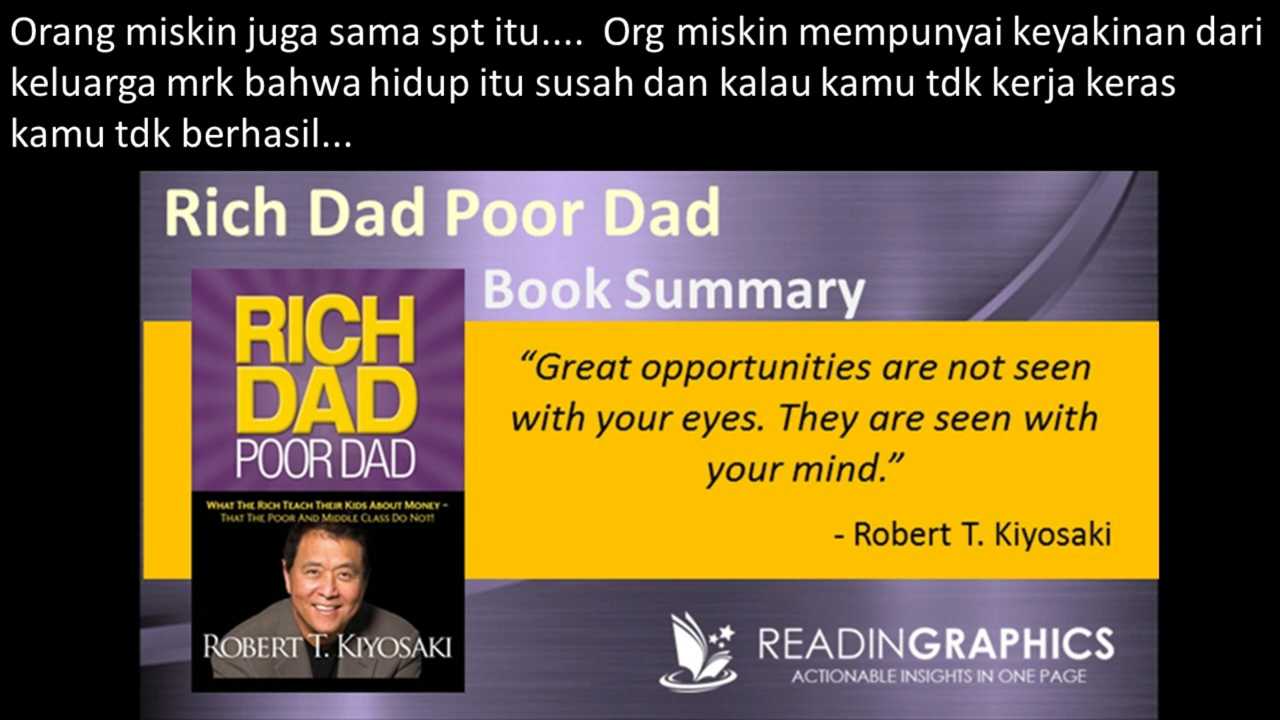 Orang miskin juga sama spt itu....  Org miskin mempunyai keyakinan dari
keluarga mrk bahwa hidup itu susah dan kalau kamu tdk kerja keras
kamu tdk berhasil...
Rich Dad Poor Dad
Book Summary
RICH
DAD
POOR DAD
WHAT THE RICH TEACH THEIR KIDS ABOUT MONEY –
THAT THE POOR AND MIDDLE CLASS DO NOT!
ROBERT T. KIYOSAKI
“Great opportunities are not seen
with your eyes. They are seen with
your mind.”
- Robert T. Kiyosaki
READINGRAPHICS
ACTIONABLE INSIGHTS IN ONE PAGE